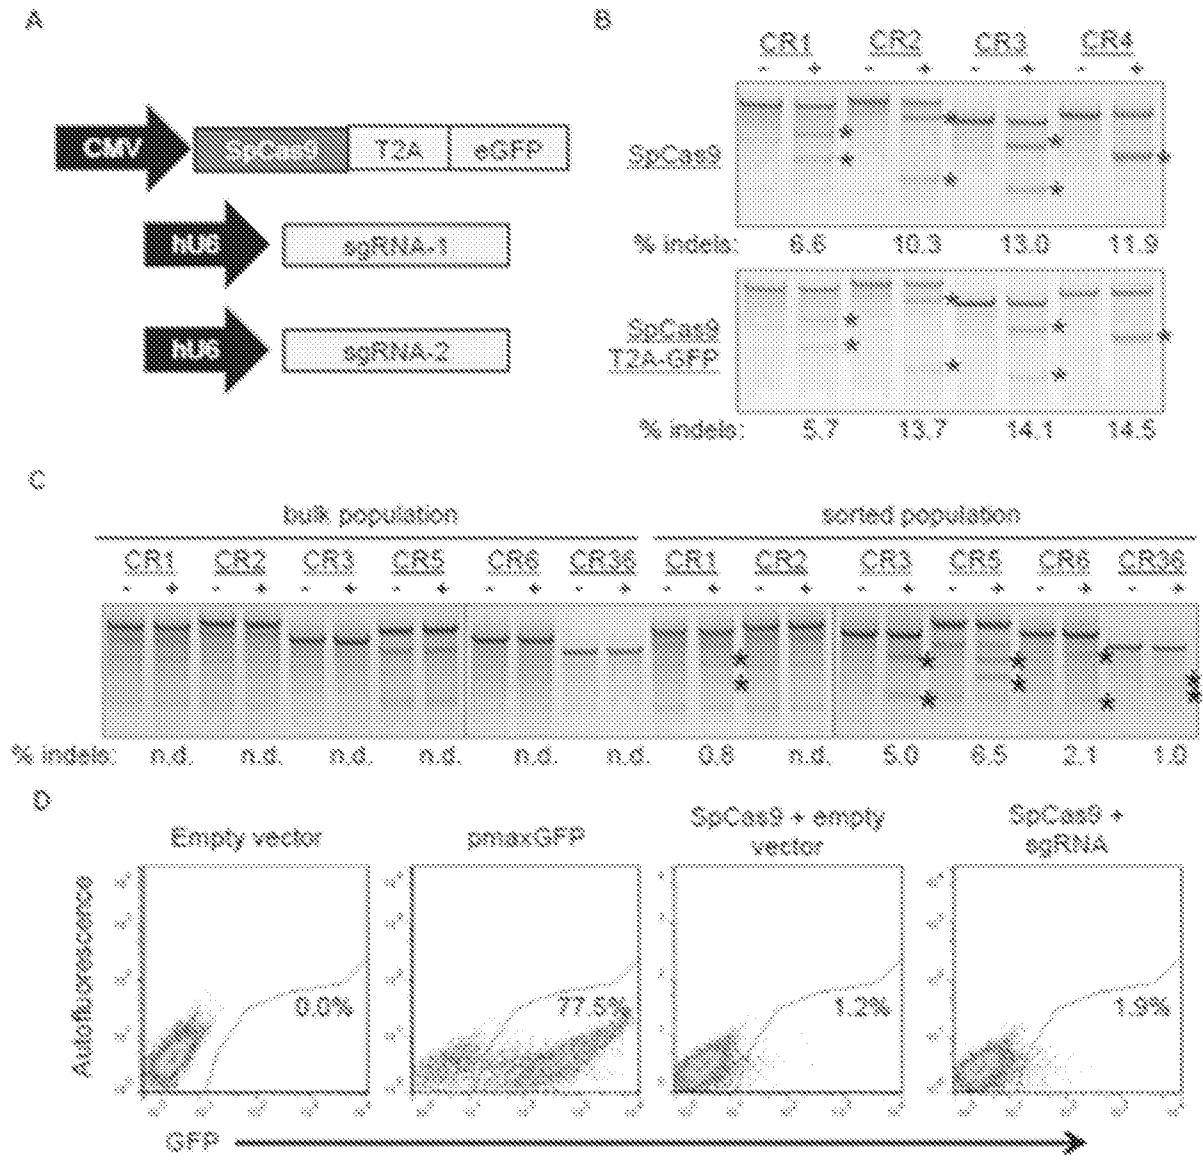 A
CMV SpCas9 T2A eGFP
hU6 sgRNA-1
hU6 sgRNA-2
B
CR1 CR2 CR3 CR4
- + - + - + - +
SpCas9
% indels: 6.6 10.3 13.0 11.9
SpCas9
T2A-GFP
% indels: 5.7 13.7 14.1 14.5
C
bulk population sorted population
CR1 CR2 CR3 CR5 CR6 CR36 CR1 CR2 CR3 CR5 CR6 CR36
- + - + - + - + - + - + - + - + - + - + - + - +
% indels: n.d. n.d. n.d. n.d. n.d. n.d. 0.8 n.d. 5.0 6.5 2.1 1.0
D
Empty vector pmaxGFP SpCas9 + empty vector SpCas9 + sgRNA
Autofluorescence
0.0% 77.5% 1.2% 1.9%
GFP